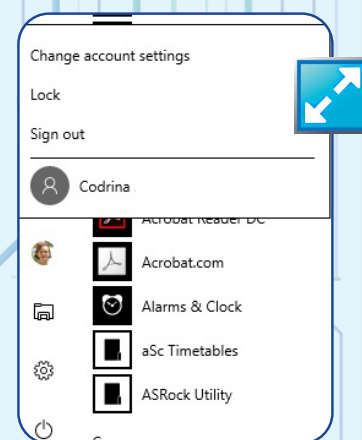 Change account settings
Lock
Sign out
Codrina
Acrobat Reader DC
Acrobat.com
Alarms & Clock
aSc Timetables
ASRock Utility